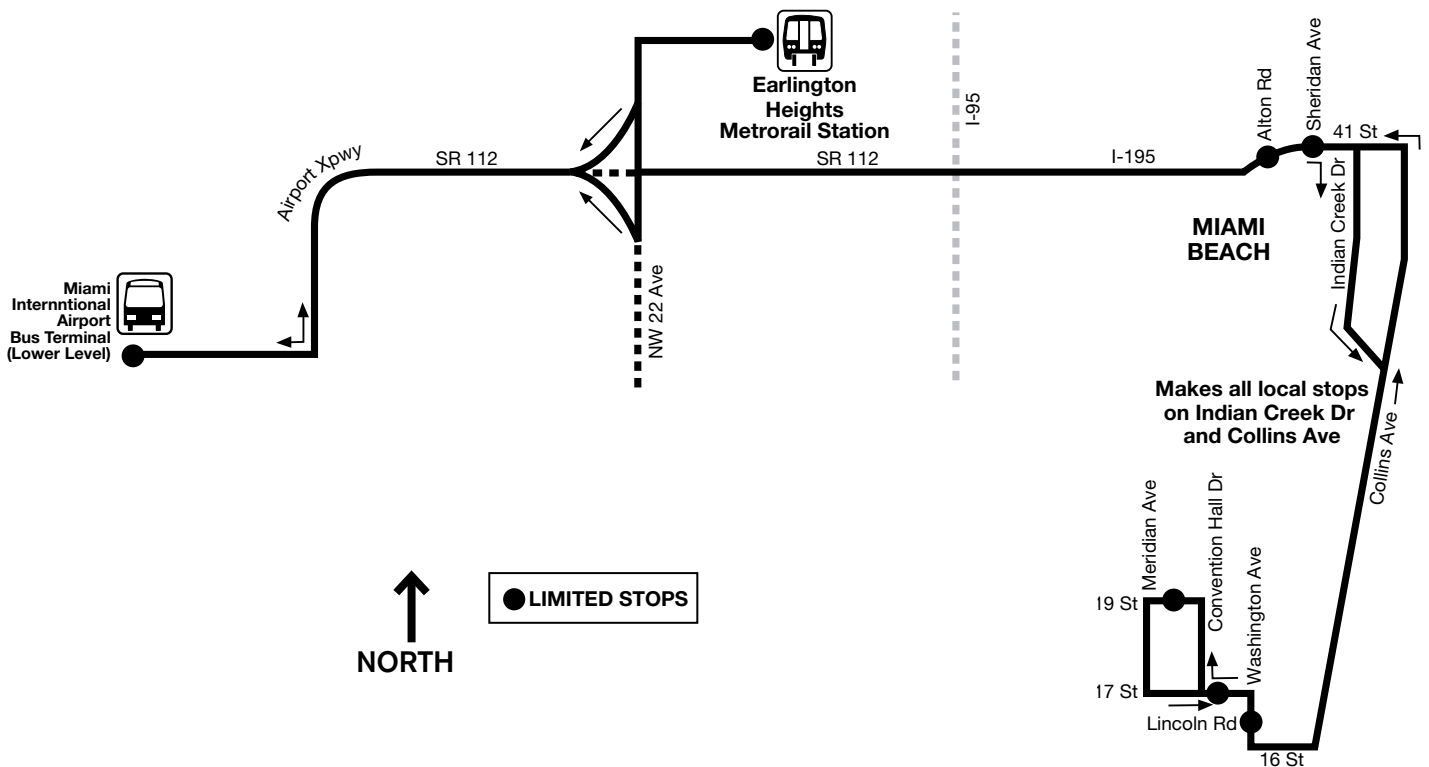 Earlington
Heights
Metrorail Station
I-95
Alton Rd
Sheridan Ave
41 St
SR 112
SR 112
I-195
Airport Xpwy
Indian Creek Dr
MIAMI
BEACH
Miami
Internntional
Airport
Bus Terminal
(Lower Level)
NW 22 Ave
Makes all local stops
on Indian Creek Dr
and Collins Ave
Collins Ave
Meridian Ave
Convention Hall Dr
Washington Ave
19 St
17 St
Lincoln Rd
16 St
LIMITED STOPS
NORTH